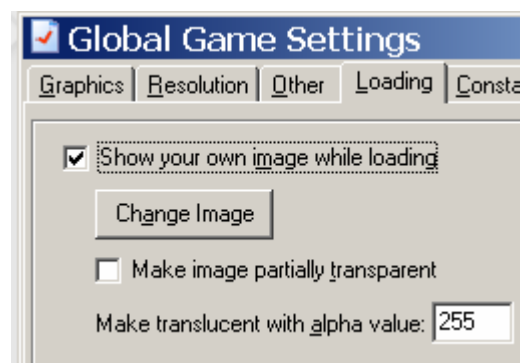 Global Game Settings
Graphics Resolution Other Loading Consta
Show your own image while loading
Change Image
Make image partially transparent
Make translucent with alpha value: 255